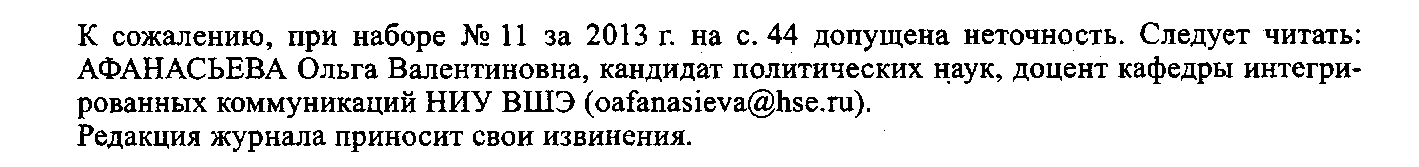 К сожалению, при наборе № 11 за 2013 г. на с. 44 допущена неточность. Следует читать:
АФАНАСЬЕВА Ольга Валентиновна, кандидат политических наук, доцент кафедры интегри-
рованных коммуникаций НИУ ВШЭ (oafanasieva@hse.ru).
Редакция журнала приносит свои извинения.